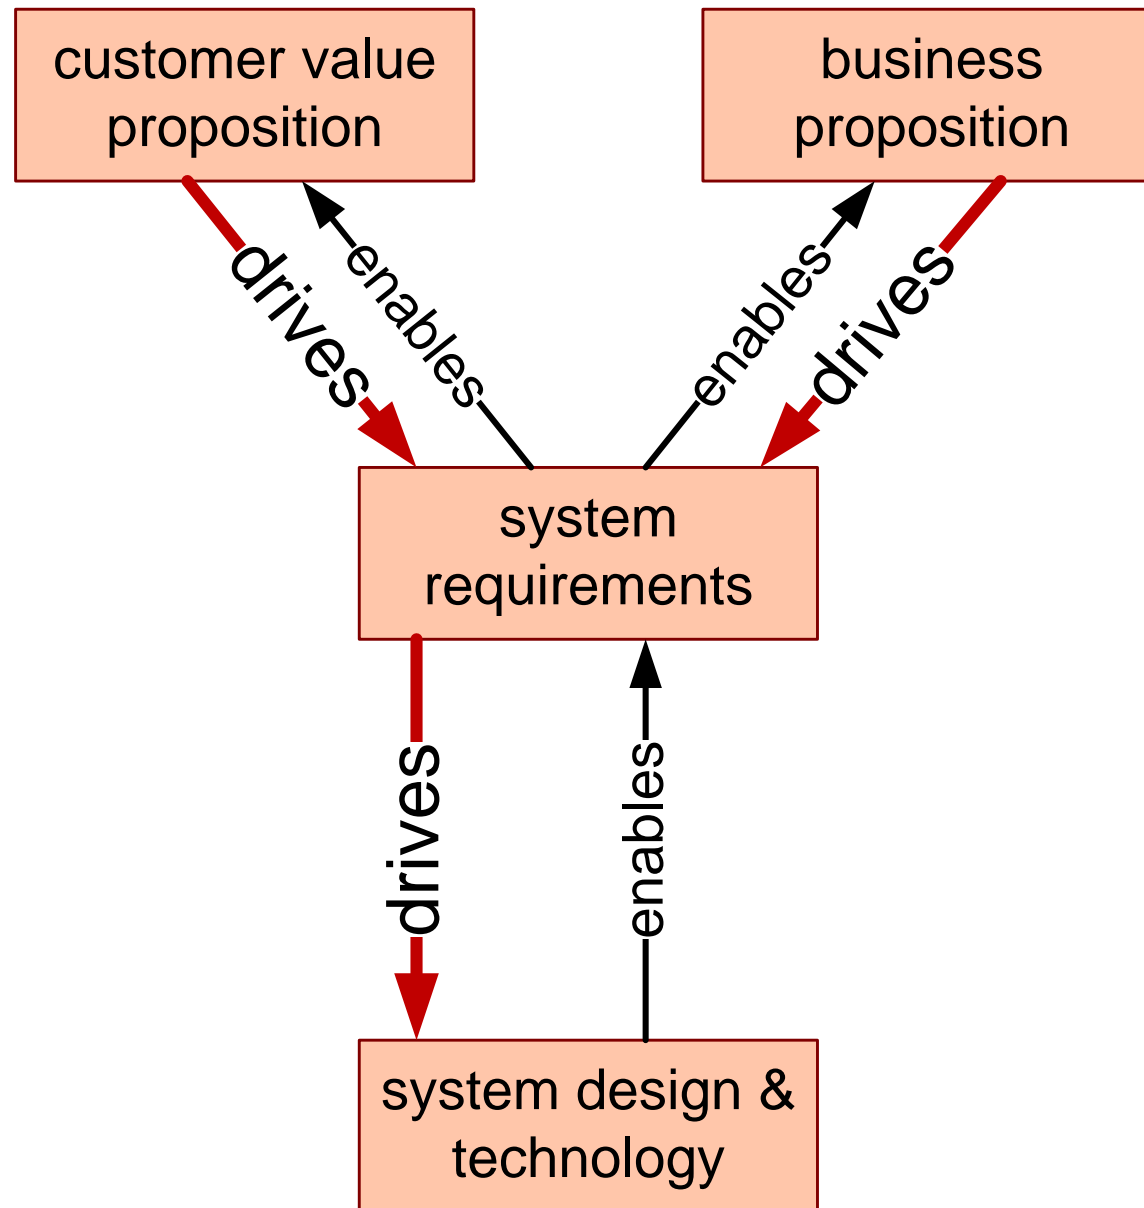 customer value
proposition
business
proposition
drives
enables
enables
drives
system
requirements
drives
enables
system design &
technology